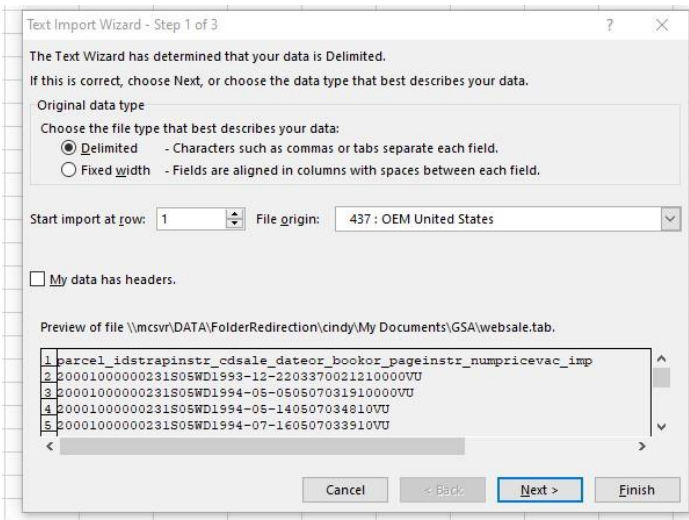 Text Import Wizard - Step 1 of 3
The Text Wizard has determined that your data is Delimited.
If this is correct, choose Next, or choose the data type that best describes your data.
Original data type
Choose the file type that best describes your data:
Delimited - Characters such as commas or tabs separate each field.
Fixed width - Fields are aligned in columns with spaces between each field.
Start import at row: 1 File origin: 437 : OEM United States
My data has headers.
Preview of file \\mcsvr\DATA\FolderRedirection\cindy\My Documents\GSA\websale.tab.
1 parcel_idstrapinstr_cdsale_dateor_bookor_pageinstr_numpricevac_imp
2 20001000000231S05WD1993-12-2203370021210000VU
3 20001000000231S05WD1994-05-050507031910000VU
4 20001000000231S05WD1994-05-140507034810VU
5 20001000000231S05WD1994-07-160507033910VU
Cancel < Back Next > Finish